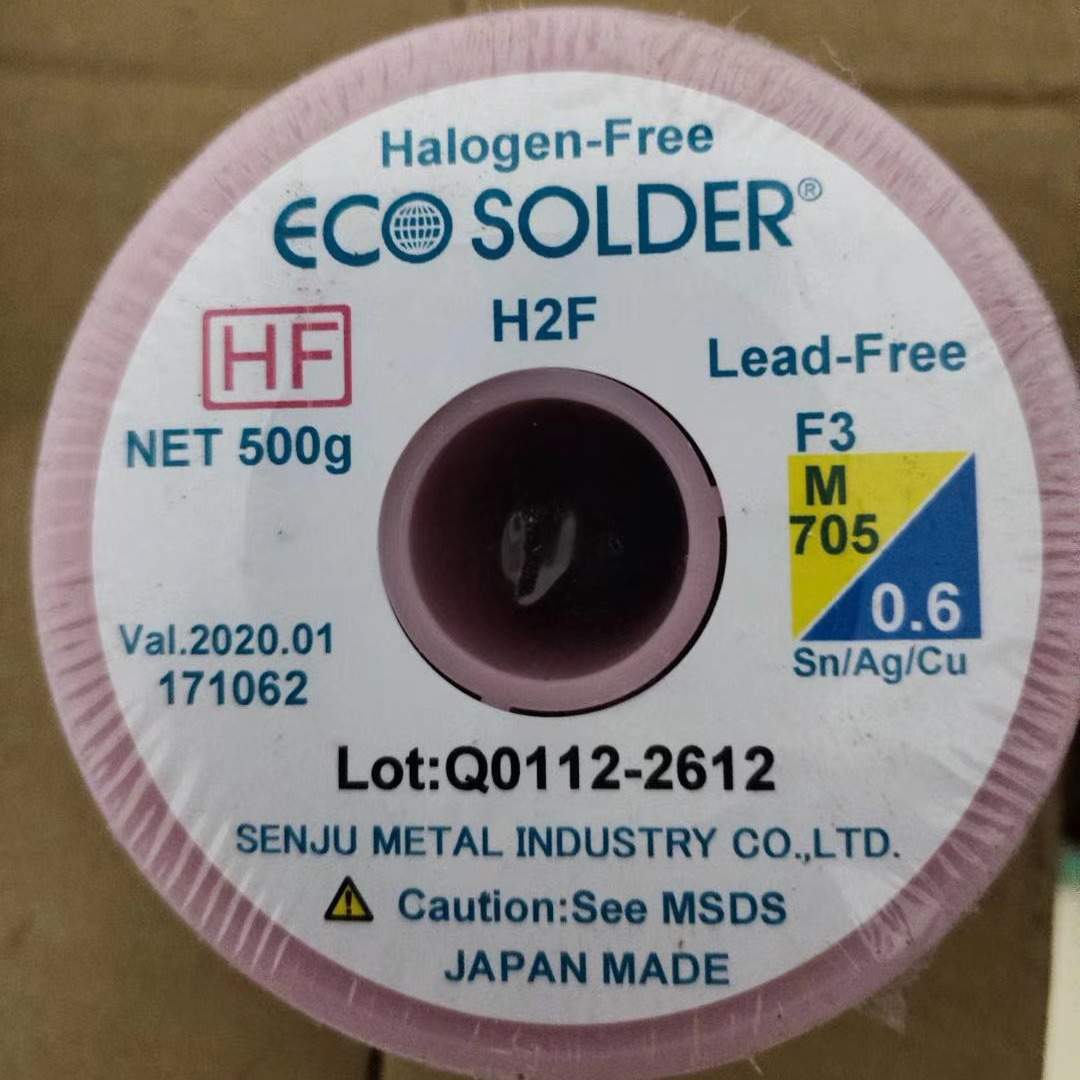 Halogen-Free
ECO SOLDER®
H2F
HF
Lead-Free
NET 500g
F3
M
705
0.6
Sn/Ag/Cu
Val.2020.01
171062
Lot:Q0112-2612
SENJU METAL INDUSTRY CO.,LTD.
Caution:See MSDS
JAPAN MADE